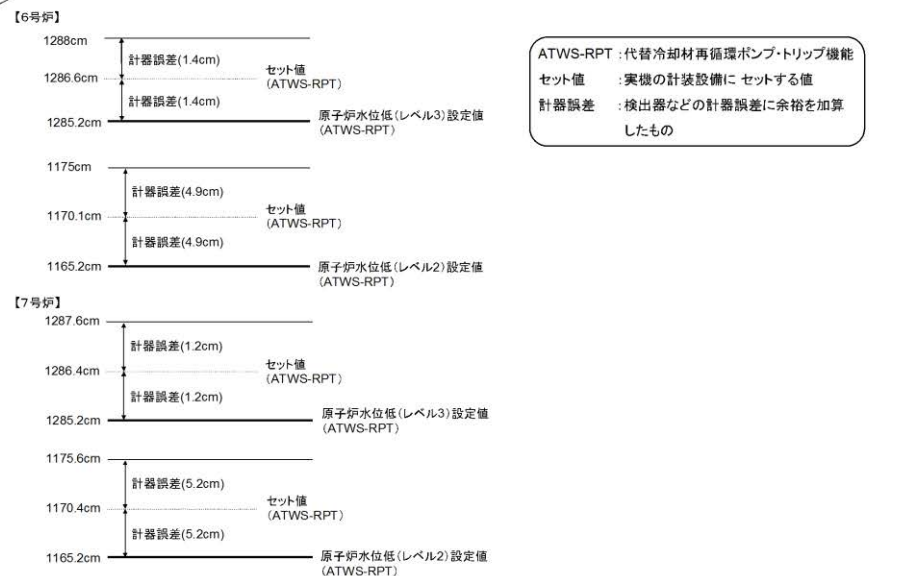 【6号炉】
1288cm
計器誤差(1.4cm)
1286.6cm
セット値
(ATWS-RPT)
計器誤差(1.4cm)
1285.2cm
原子炉水位低(レベル3)設定値
(ATWS-RPT)
1175cm
計器誤差(4.9cm)
1170.1cm
セット値
(ATWS-RPT)
計器誤差(4.9cm)
1165.2cm
原子炉水位低(レベル2)設定値
(ATWS-RPT)
【7号炉】
1287.6cm
計器誤差(1.2cm)
1286.4cm
セット値
(ATWS-RPT)
計器誤差(1.2cm)
1285.2cm
原子炉水位低(レベル3)設定値
(ATWS-RPT)
1175.6cm
計器誤差(5.2cm)
1170.4cm
セット値
(ATWS-RPT)
計器誤差(5.2cm)
1165.2cm
原子炉水位低(レベル2)設定値
(ATWS-RPT)
ATWS-RPT :代替冷却材再循環ポンプ・トリップ機能
セット値 :実機の計装設備に セットする値
計器誤差 :検出器などの計器誤差に余裕を加算
したもの